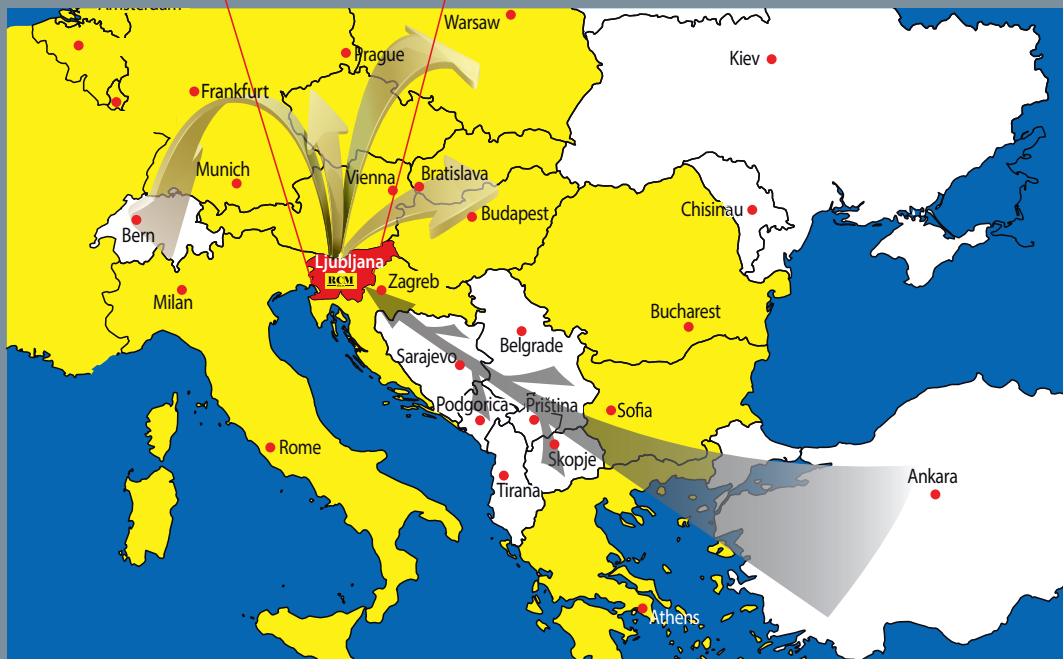 Amsterdam
Warsaw
Prague
Kiev
Frankfurt
Munich
Vienna
Bratislava
Budapest
Chisinau
Bern
Ljubljana
RCM
Zagreb
Milan
Bucharest
Belgrade
Sarajevo
Podgorica
Priština
Sofia
Rome
Skopje
Tirana
Ankara
Athens